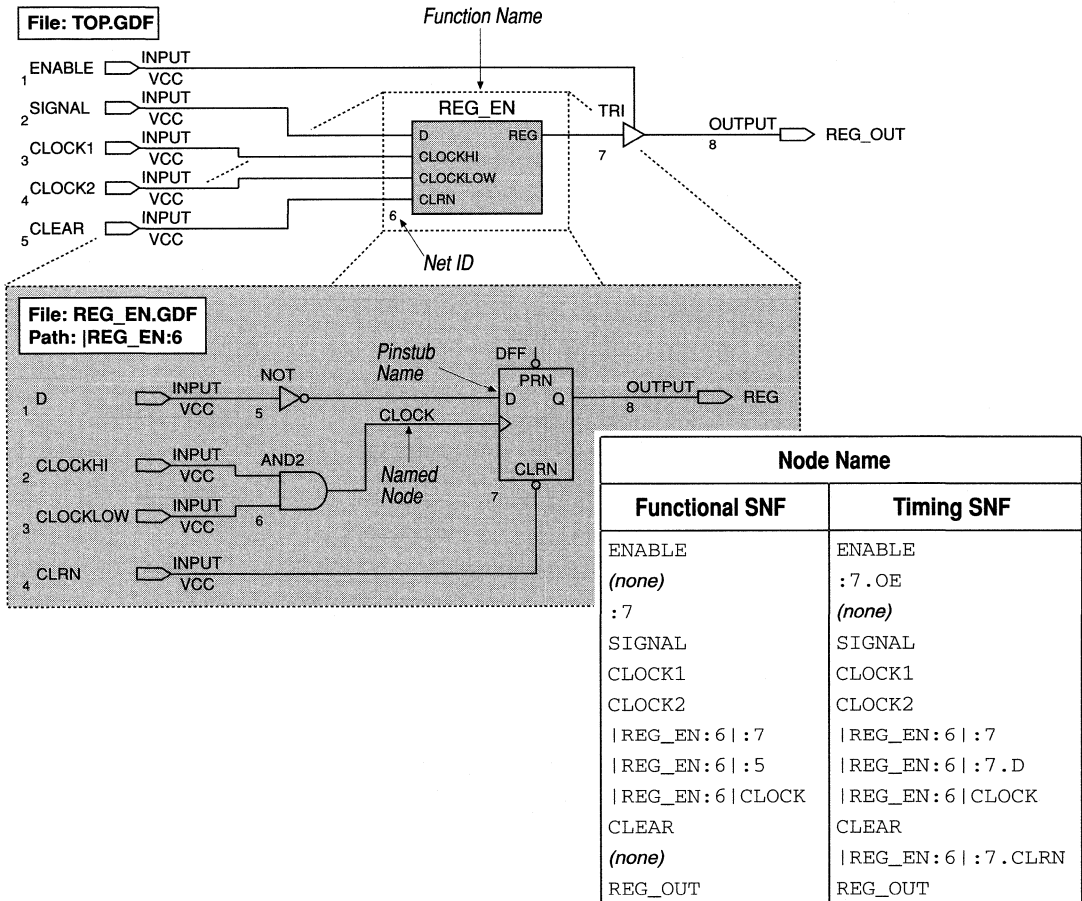 File: TOP.GDF
Function Name
1 ENABLE INPUT VCC
2 SIGNAL INPUT VCC
3 CLOCK1 INPUT VCC
4 CLOCK2 INPUT VCC
5 CLEAR INPUT VCC
REG_EN
D REG
CLOCKHI
CLOCKLOW
CLRN
6
Net ID
TRI
7
OUTPUT
8
REG_OUT
File: REG_EN.GDF
Path: |REG_EN:6
1 D INPUT VCC
NOT
5
2 CLOCKHI INPUT VCC
3 CLOCKLOW INPUT VCC
AND2
6
4 CLRN INPUT VCC
Pinstub
Name
CLOCK
Named
Node
DFF
PRN
D Q
CLRN
7
OUTPUT
8
REG
Node Name
Functional SNF Timing SNF
ENABLE ENABLE
(none) :7.OE
:7 (none)
SIGNAL SIGNAL
CLOCK1 CLOCK1
CLOCK2 CLOCK2
|REG_EN:6|:7 |REG_EN:6|:7
|REG_EN:6|:5 |REG_EN:6|:7.D
|REG_EN:6|CLOCK |REG_EN:6|CLOCK
CLEAR CLEAR
(none) |REG_EN:6|:7.CLRN
REG_OUT REG_OUT